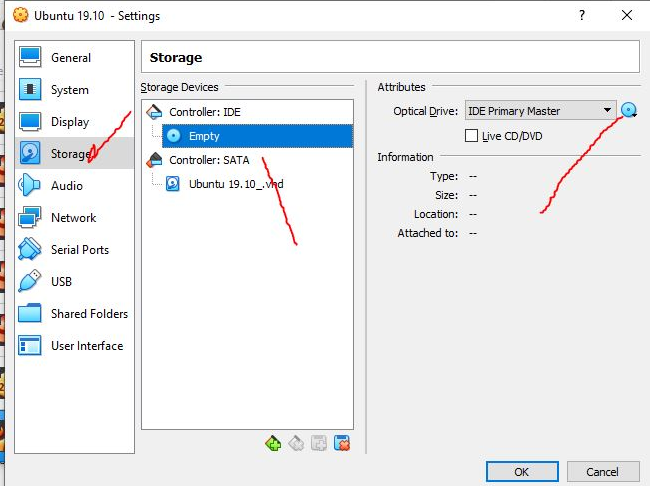 Ubuntu 19.10 - Settings
?
General
System
Display
Storage
Audio
Network
Serial Ports
USB
Shared Folders
User Interface
Storage
Storage Devices
Controller: IDE
Empty
Controller: SATA
Ubuntu 19.10_.vhd
Attributes
Optical Drive: IDE Primary Master
Live CD/DVD
Information
Type: --
Size: --
Location: --
Attached to: --
OK Cancel